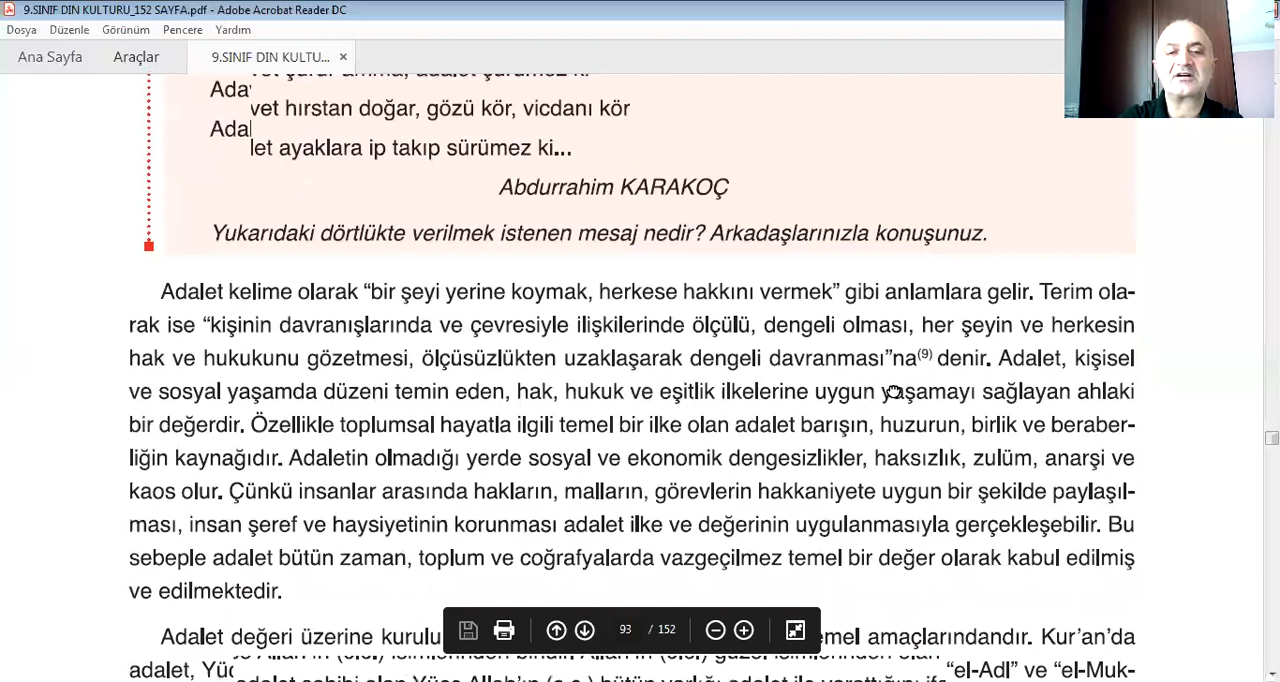 9.SINIF DIN KULTURU_152 SAYFA.pdf - Adobe Acrobat Reader DC
Dosya Düzenle Görünüm Pencere Yardım
Ana Sayfa Araçlar 9.SINIF DIN KULTU... ×
Ada
vet hırstan doğar, gözü kör, vicdanı kör
Adal
let ayaklara ip takıp sürümez ki...
Abdurrahim KARAKOÇ
Yukarıdaki dörtlükte verilmek istenen mesaj nedir? Arkadaşlarınızla konuşunuz.
Adalet kelime olarak “bir şeyi yerine koymak, herkese hakkını vermek” gibi anlamlara gelir. Terim ola-
rak ise “kişinin davranışlarında ve çevresiyle ilişkilerinde ölçülü, dengeli olması, her şeyin ve herkesin
hak ve hukukunu gözetmesi, ölçüsüzlükten uzaklaşarak dengeli davranması”na(9) denir. Adalet, kişisel
ve sosyal yaşamda düzeni temin eden, hak, hukuk ve eşitlik ilkelerine uygun yaşamayı sağlayan ahlaki
bir değerdir. Özellikle toplumsal hayatla ilgili temel bir ilke olan adalet barışın, huzurun, birlik ve beraber-
liğin kaynağıdır. Adaletin olmadığı yerde sosyal ve ekonomik dengesizlikler, haksızlık, zulüm, anarşi ve
kaos olur. Çünkü insanlar arasında hakların, malların, görevlerin hakkaniyete uygun bir şekilde paylaşıl-
ması, insan şeref ve haysiyetinin korunması adalet ilke ve değerinin uygulanmasıyla gerçekleşebilir. Bu
sebeple adalet bütün zaman, toplum ve coğrafyalarda vazgeçilmez temel bir değer olarak kabul edilmiş
ve edilmektedir.
93 / 152
Adalet değeri üzerine kurulu emel amaçlarındandır. Kur’an’da
adalet, Yüc “el-Adl” ve “el-Muk-